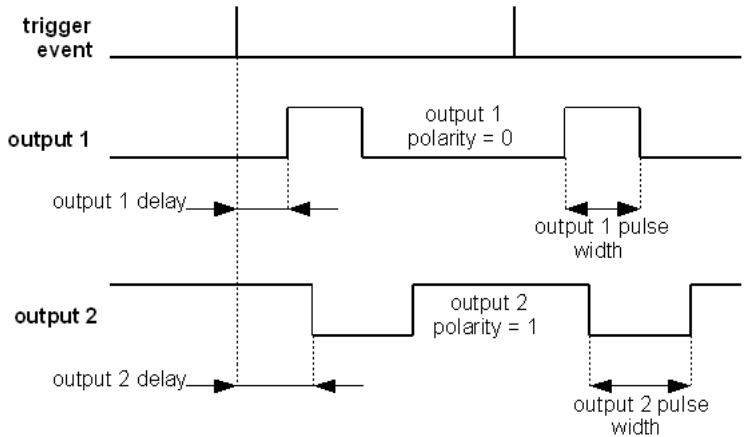 trigger
event
output 1
output 1
polarity = 0
output 1 delay
output 1 pulse
width
output 2
output 2
polarity = 1
output 2 delay
output 2 pulse
width